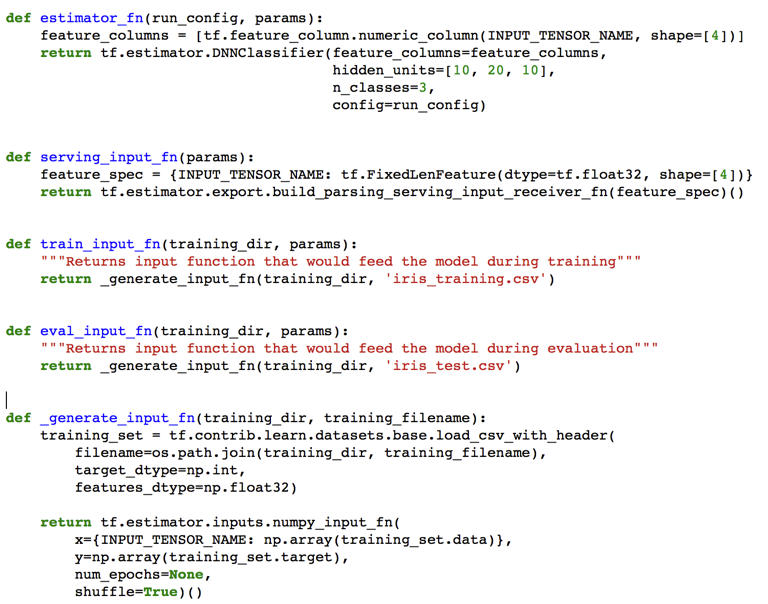 def estimator_fn(run_config, params):
    feature_columns = [tf.feature_column.numeric_column(INPUT_TENSOR_NAME, shape=[4])]
    return tf.estimator.DNNClassifier(feature_columns=feature_columns,
                                      hidden_units=[10, 20, 10],
                                      n_classes=3,
                                      config=run_config)
def serving_input_fn(params):
    feature_spec = {INPUT_TENSOR_NAME: tf.FixedLenFeature(dtype=tf.float32, shape=[4])}
    return tf.estimator.export.build_parsing_serving_input_receiver_fn(feature_spec)()
def train_input_fn(training_dir, params):
    """Returns input function that would feed the model during training"""
    return _generate_input_fn(training_dir, 'iris_training.csv')
def eval_input_fn(training_dir, params):
    """Returns input function that would feed the model during evaluation"""
    return _generate_input_fn(training_dir, 'iris_test.csv')
def _generate_input_fn(training_dir, training_filename):
    training_set = tf.contrib.learn.datasets.base.load_csv_with_header(
        filename=os.path.join(training_dir, training_filename),
        target_dtype=np.int,
        features_dtype=np.float32)
    return tf.estimator.inputs.numpy_input_fn(
        x={INPUT_TENSOR_NAME: np.array(training_set.data)},
        y=np.array(training_set.target),
        num_epochs=None,
        shuffle=True)()